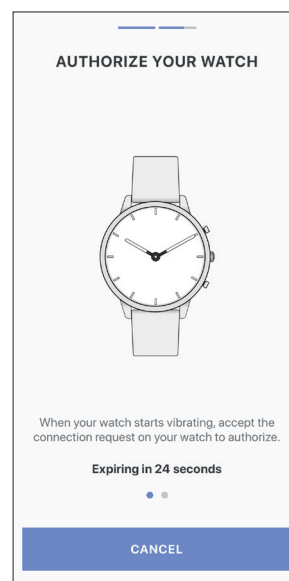 AUTHORIZE YOUR WATCH
When your watch starts vibrating, accept the
connection request on your watch to authorize.
Expiring in 24 seconds
CANCEL